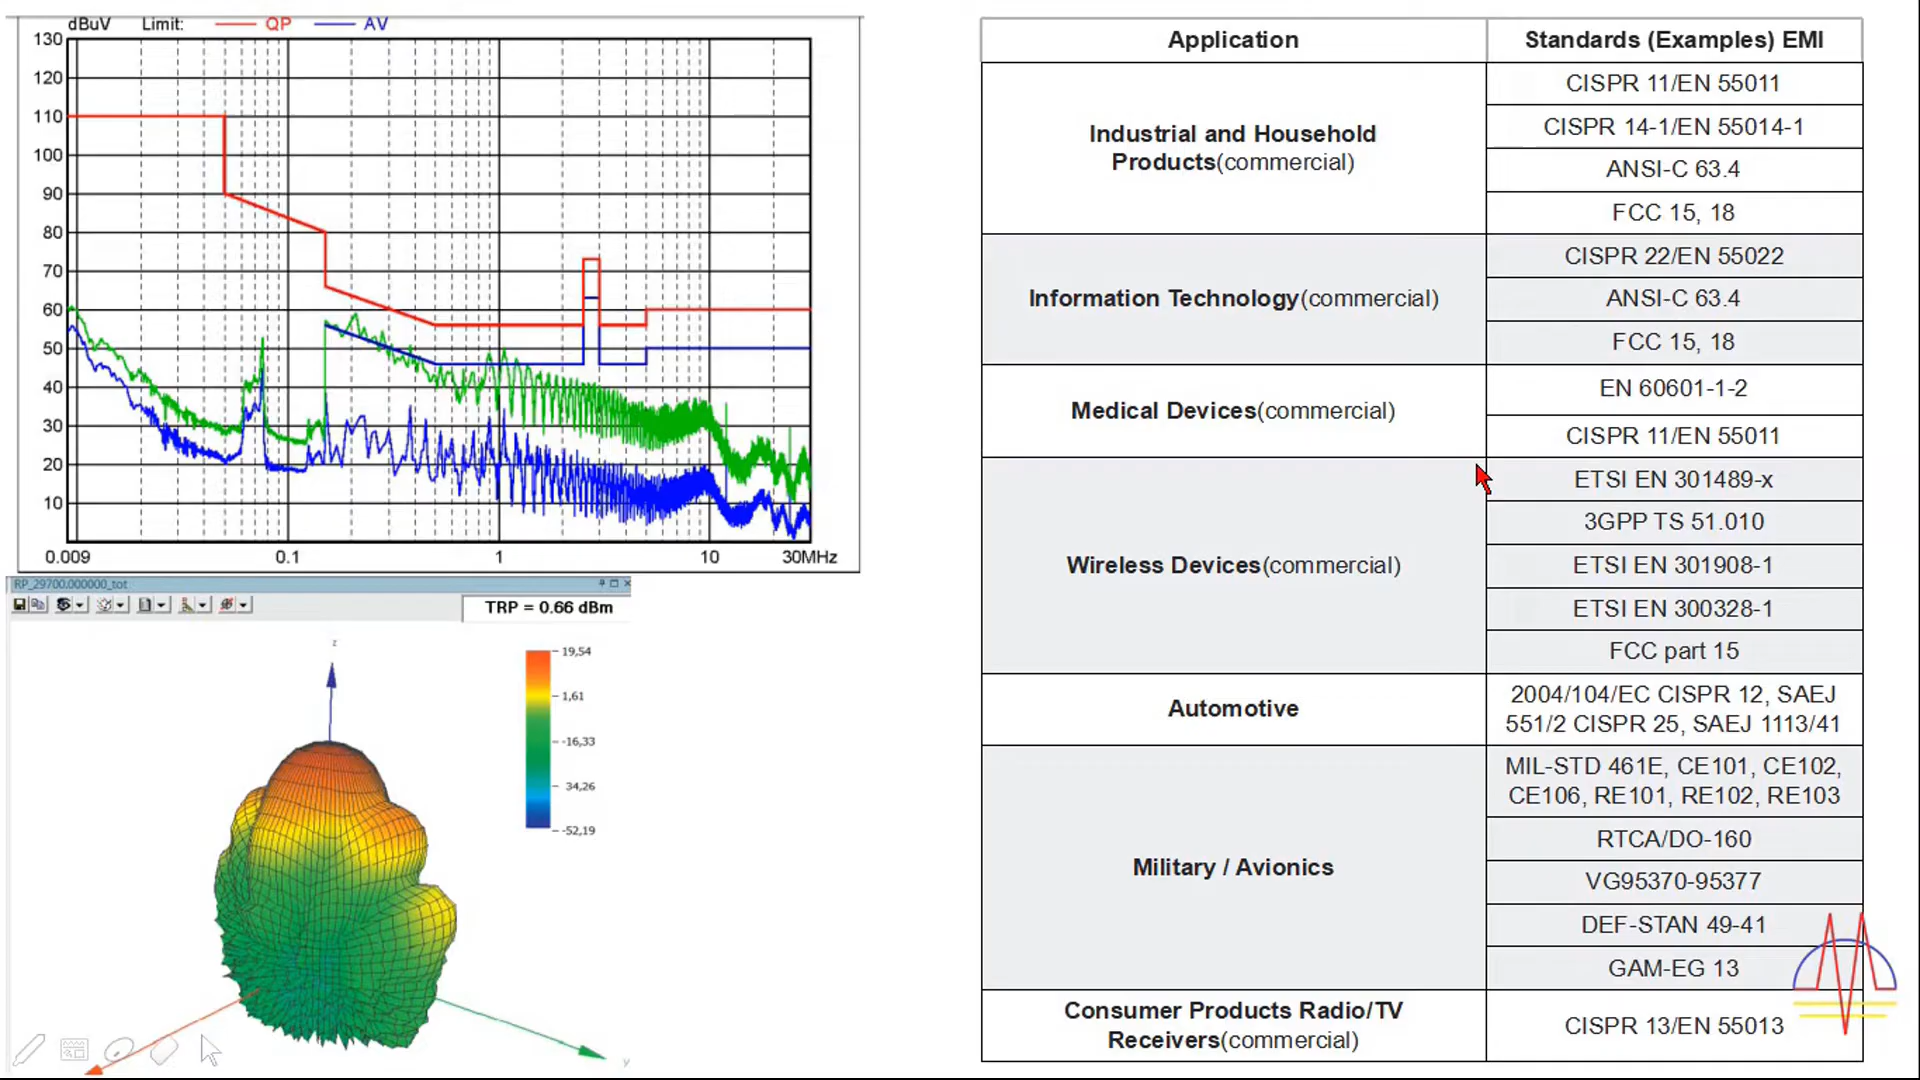 dBuV Limit: QP AV
130
120
110
100
90
80
70
60
50
40
30
20
10
0.009 0.1 1 10 30MHz
RP_29700.000000_tot
TRP = 0.66 dBm
z
19,54
1,61
-16,33
34,26
-52,19
y
Application Standards (Examples) EMI
Industrial and Household
Products(commercial)
CISPR 11/EN 55011
CISPR 14-1/EN 55014-1
ANSI-C 63.4
FCC 15, 18
Information Technology(commercial)
CISPR 22/EN 55022
ANSI-C 63.4
FCC 15, 18
Medical Devices(commercial)
EN 60601-1-2
CISPR 11/EN 55011
Wireless Devices(commercial)
ETSI EN 301489-x
3GPP TS 51.010
ETSI EN 301908-1
ETSI EN 300328-1
FCC part 15
Automotive
2004/104/EC CISPR 12, SAEJ
551/2 CISPR 25, SAEJ 1113/41
Military / Avionics
MIL-STD 461E, CE101, CE102,
CE106, RE101, RE102, RE103
RTCA/DO-160
VG95370-95377
DEF-STAN 49-41
GAM-EG 13
Consumer Products Radio/TV
Receivers(commercial)
CISPR 13/EN 55013